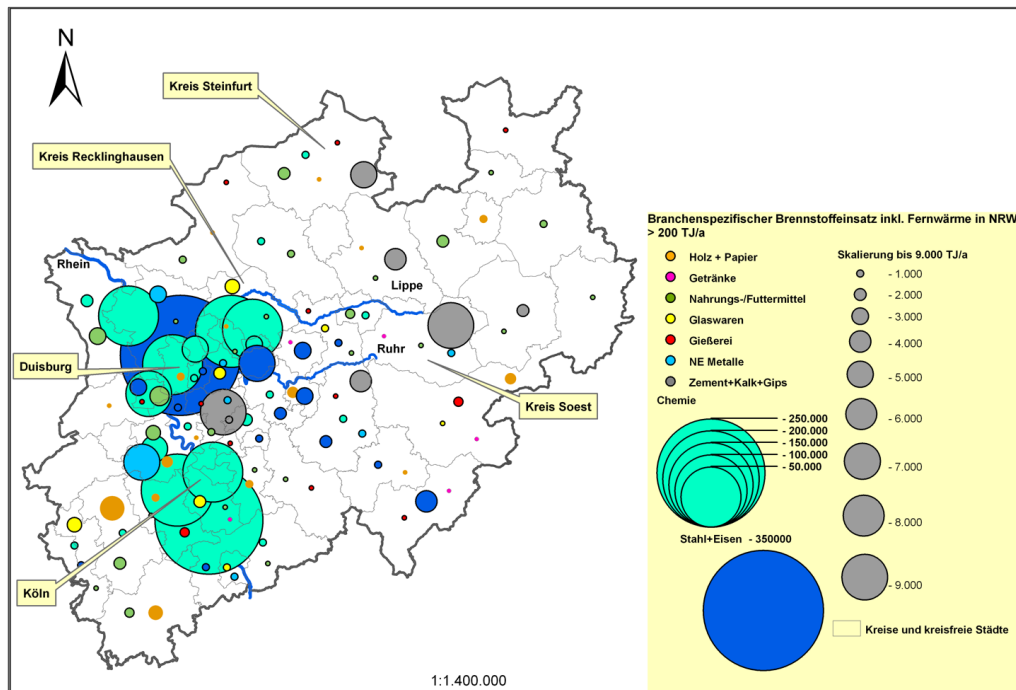 N
Kreis Steinfurt
Kreis Recklinghausen
Rhein
Lippe
Duisburg
Ruhr
Kreis Soest
Köln
1:1.400.000
Branchenspezifischer Brennstoffeinsatz inkl. Fernwärme in NRW
> 200 TJ/a
Holz + Papier
Getränke
Nahrungs-/Futtermittel
Glaswaren
Gießerei
NE Metalle
Zement+Kalk+Gips
Skalierung bis 9.000 TJ/a
- 1.000
- 2.000
- 3.000
- 4.000
- 5.000
- 6.000
- 7.000
- 8.000
- 9.000
Chemie
- 250.000
- 200.000
- 150.000
- 100.000
- 50.000
Stahl+Eisen - 350000
Kreise und kreisfreie Städte